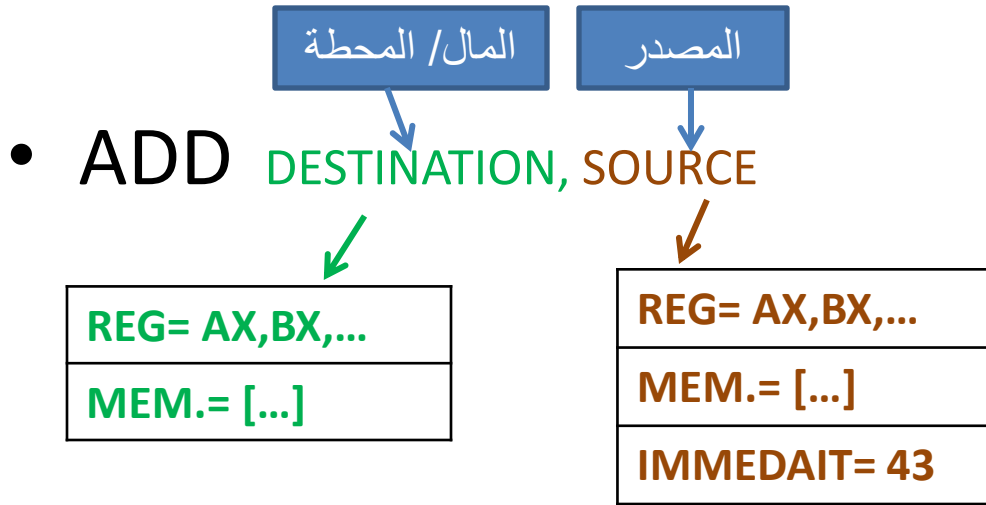 المال/ المحطة
المصدر
• ADD DESTINATION, SOURCE
REG= AX,BX,...
MEM.= [...]
REG= AX,BX,...
MEM.= [...]
IMMEDAIT= 43